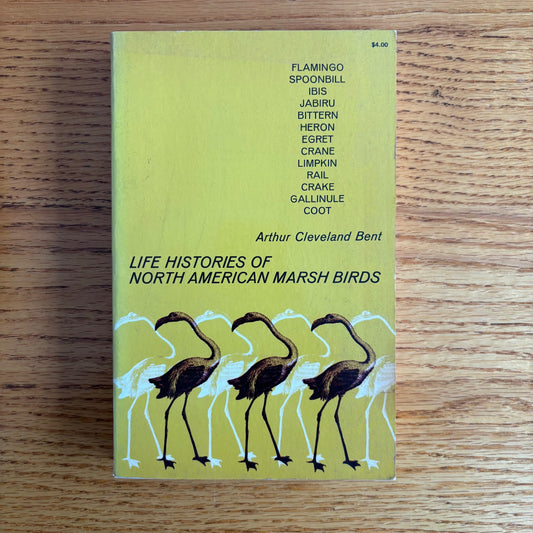 $4.00
FLAMINGO
SPOONBILL
IBIS
JABIRU
BITTERN
HERON
EGRET
CRANE
LIMPKIN
RAIL
CRAKE
GALLINULE
COOT
Arthur Cleveland Bent
LIFE HISTORIES OF
NORTH AMERICAN MARSH BIRDS